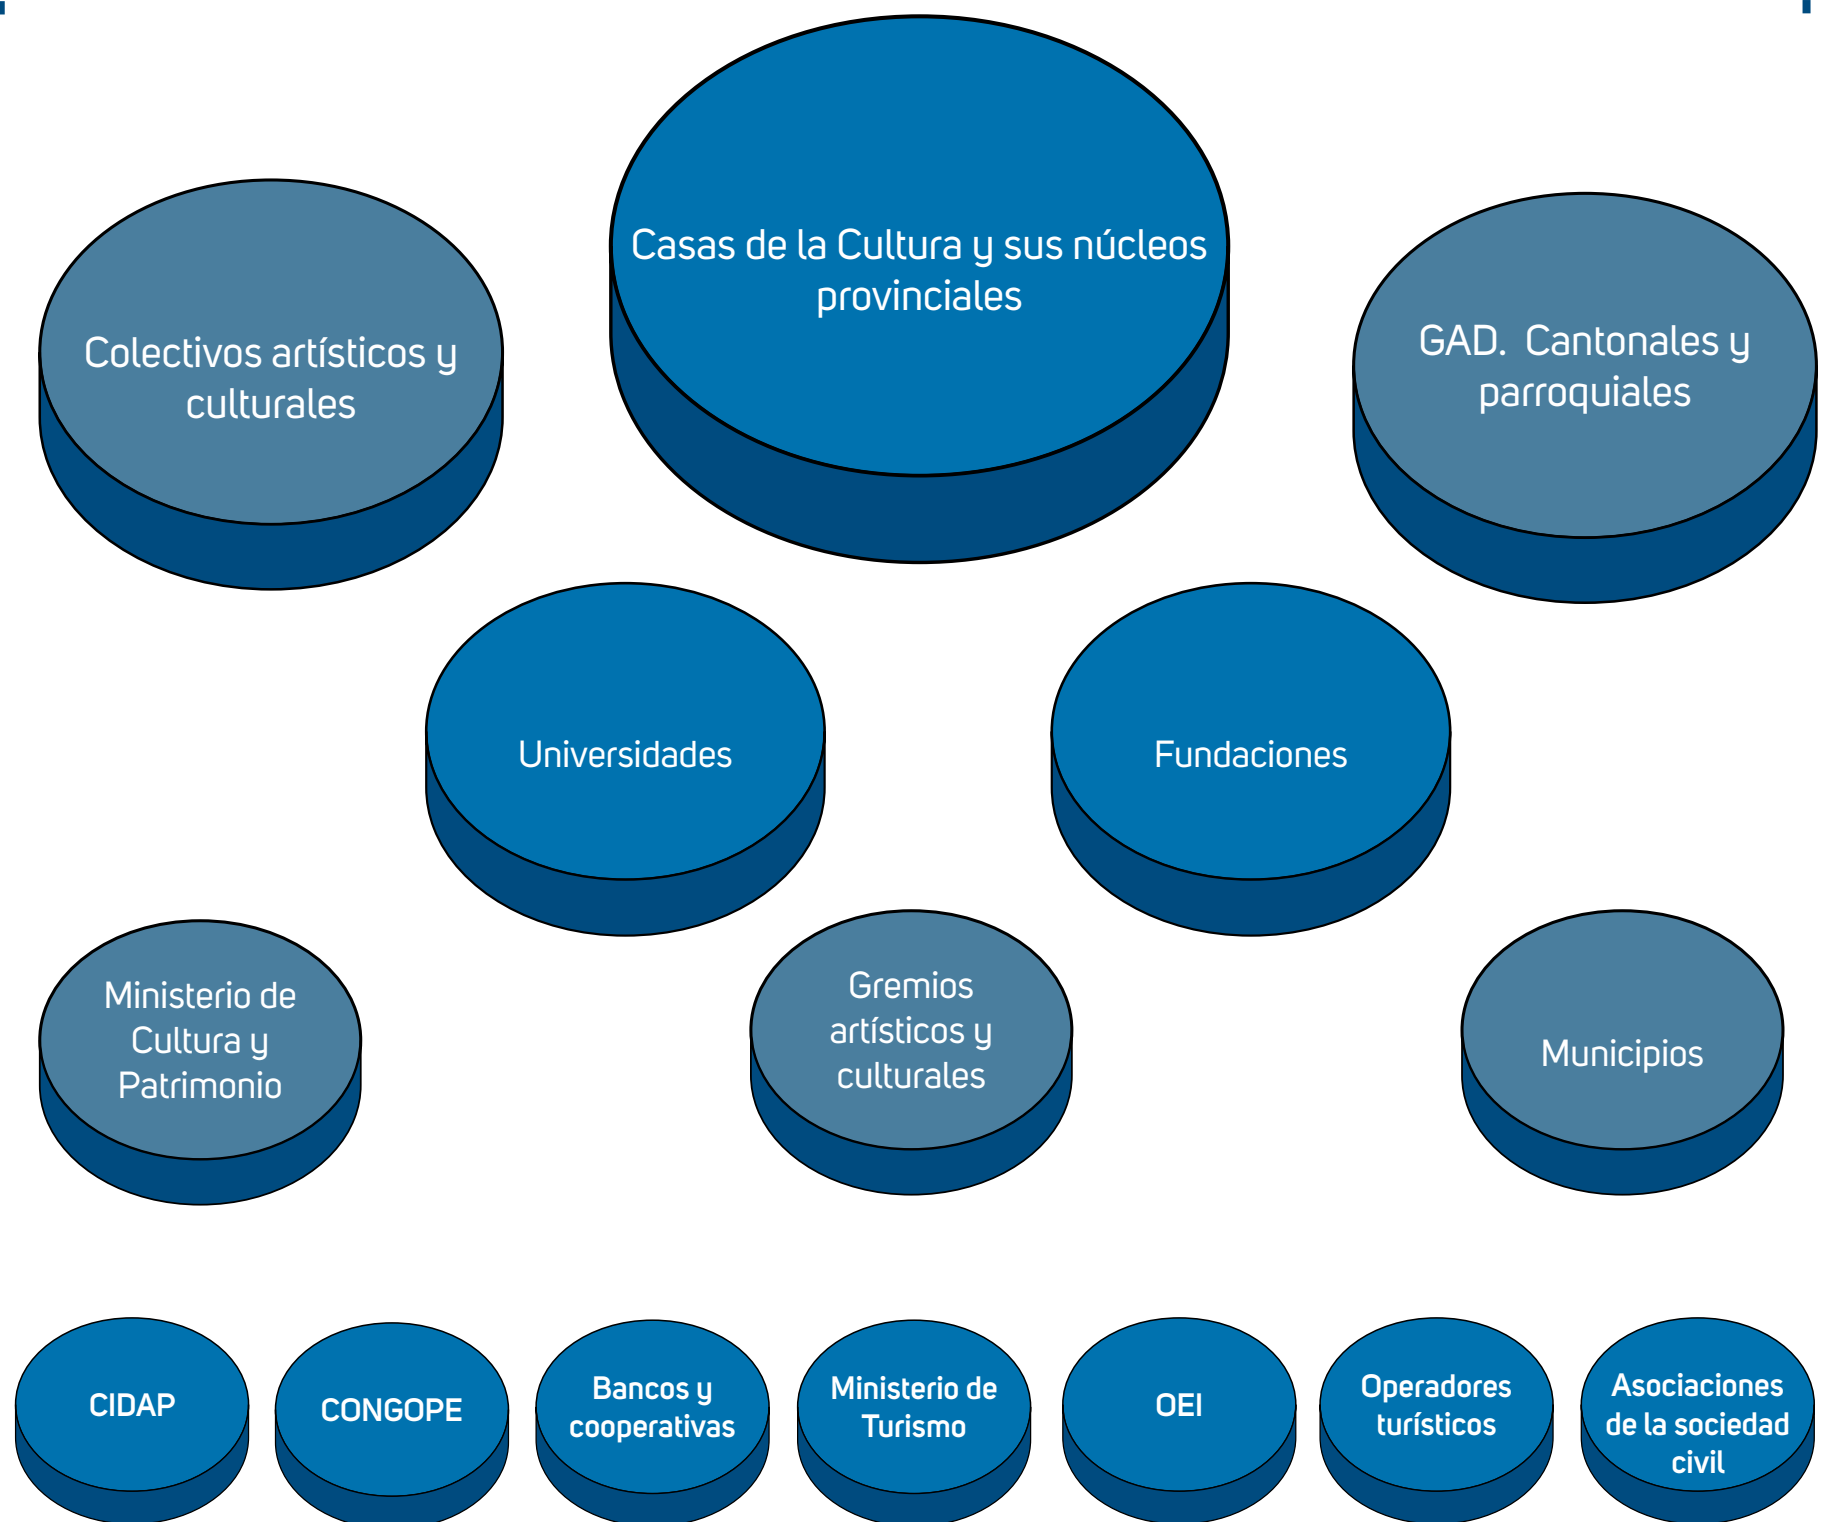 Casas de la Cultura y sus núcleos
provinciales
Colectivos artísticos y
culturales
GAD. Cantonales y
parroquiales
Universidades
Fundaciones
Ministerio de
Cultura y
Patrimonio
Gremios
artísticos y
culturales
Municipios
CIDAP
CONGOPE
Bancos y
cooperativas
Ministerio de
Turismo
OEI
Operadores
turísticos
Asociaciones
de la sociedad
civil